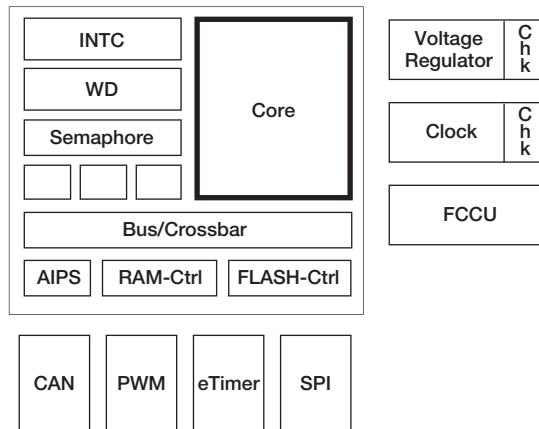 INTC
WD
Semaphore
Core
Bus/Crossbar
AIPS
RAM-Ctrl
FLASH-Ctrl
Voltage
Regulator
C
h
k
Clock
C
h
k
FCCU
CAN
PWM
eTimer
SPI